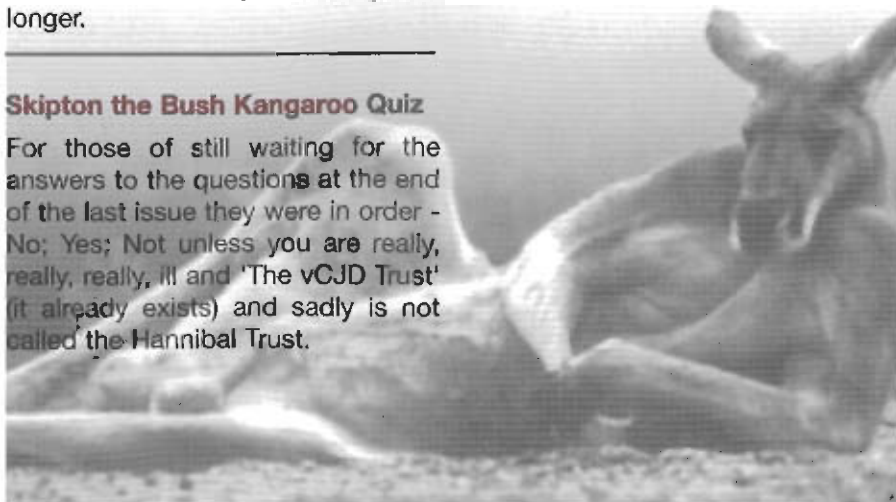 longer.
Skipton the Bush Kangaroo Quiz
For those of still waiting for the
answers to the questions at the end
of the last issue they were in order -
No; Yes; Not unless you are really,
really, really, ill and 'The vCJD Trust'
(it already exists) and sadly is not
called the Hannibal Trust.